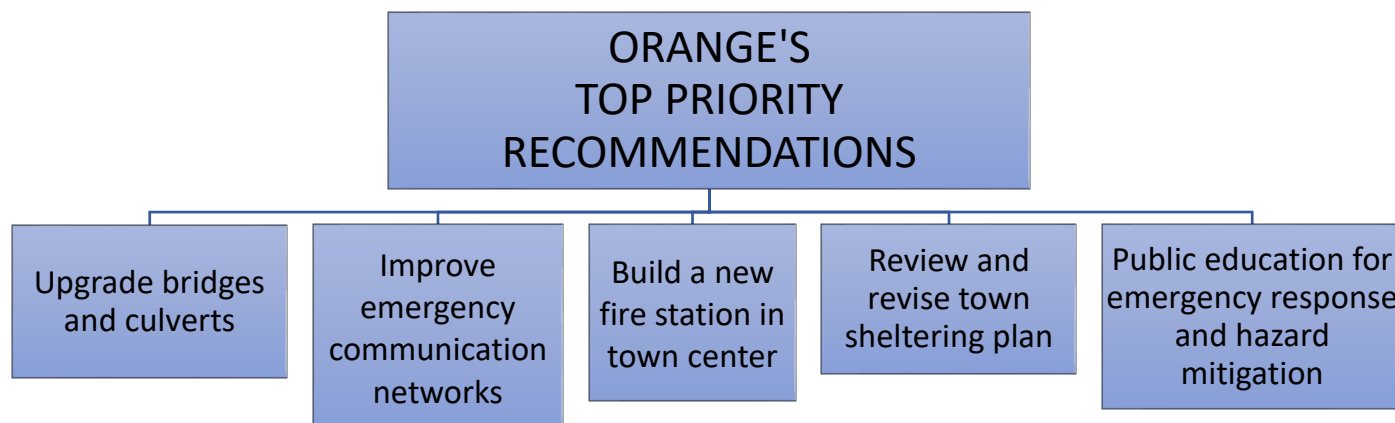 ORANGE'S
TOP PRIORITY
RECOMMENDATIONS
Upgrade bridges
and culverts
Improve
emergency
communication
networks
Build a new
fire station in
town center
Review and
revise town
sheltering plan
Public education for
emergency response
and hazard
mitigation